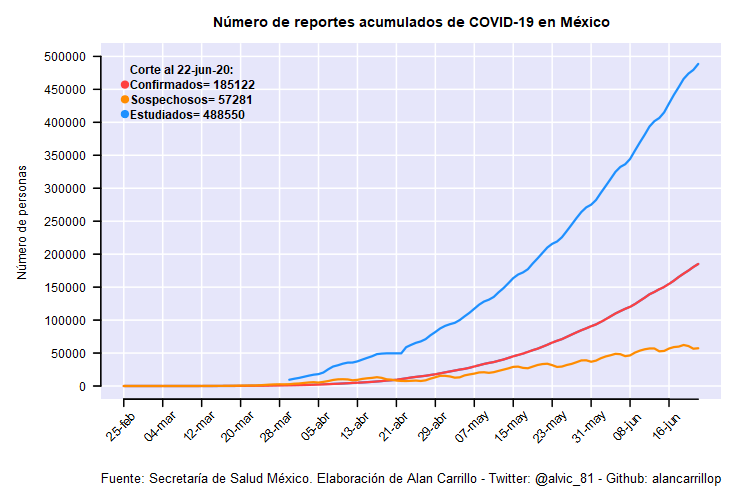 Número de reportes acumulados de COVID-19 en México
Número de personas
500000
450000
400000
350000
300000
250000
200000
150000
100000
50000
0
Corte al 22-jun-20:
Confirmados= 185122
Sospechosos= 57281
Estudiados= 488550
25-feb
04-mar
12-mar
20-mar
28-mar
05-abr
13-abr
21-abr
29-abr
07-may
15-may
23-may
31-may
08-jun
16-jun
Fuente: Secretaría de Salud México. Elaboración de Alan Carrillo - Twitter: @alvic_81 - Github: alancarrillop